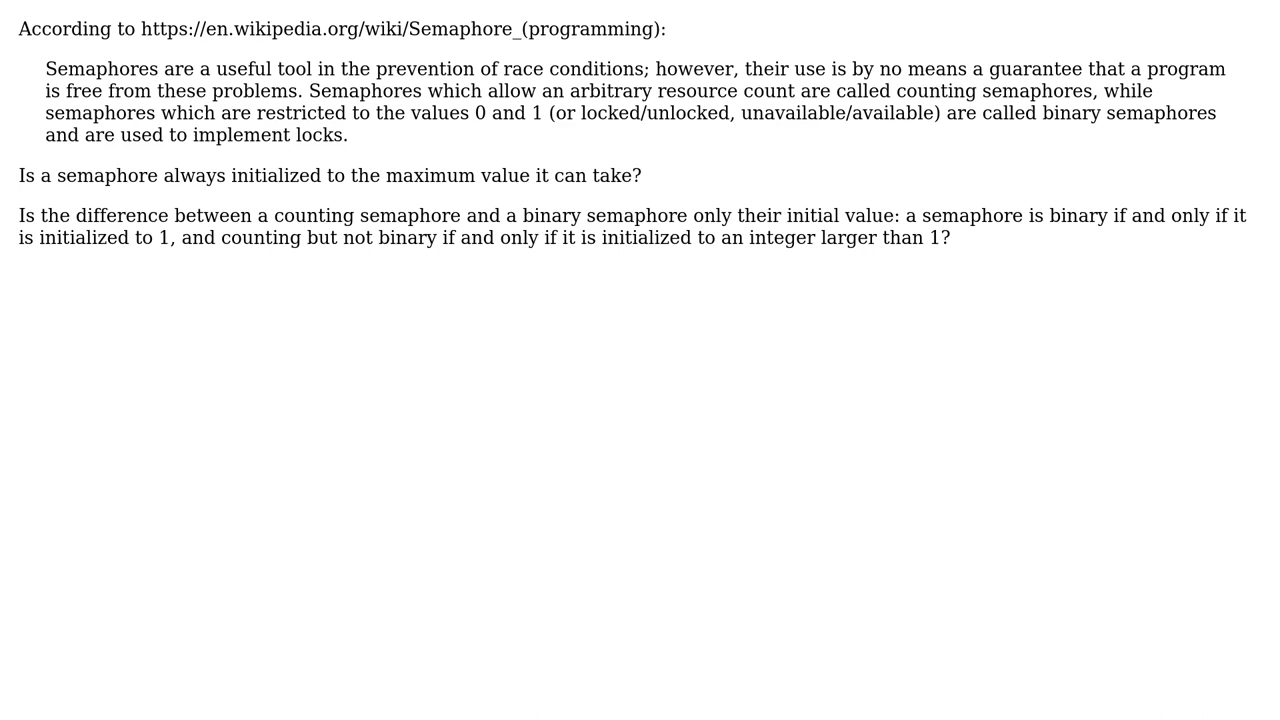 According to https://en.wikipedia.org/wiki/Semaphore_(programming):
Semaphores are a useful tool in the prevention of race conditions; however, their use is by no means a guarantee that a program
is free from these problems. Semaphores which allow an arbitrary resource count are called counting semaphores, while
semaphores which are restricted to the values 0 and 1 (or locked/unlocked, unavailable/available) are called binary semaphores
and are used to implement locks.
Is a semaphore always initialized to the maximum value it can take?
Is the difference between a counting semaphore and a binary semaphore only their initial value: a semaphore is binary if and only if it
is initialized to 1, and counting but not binary if and only if it is initialized to an integer larger than 1?